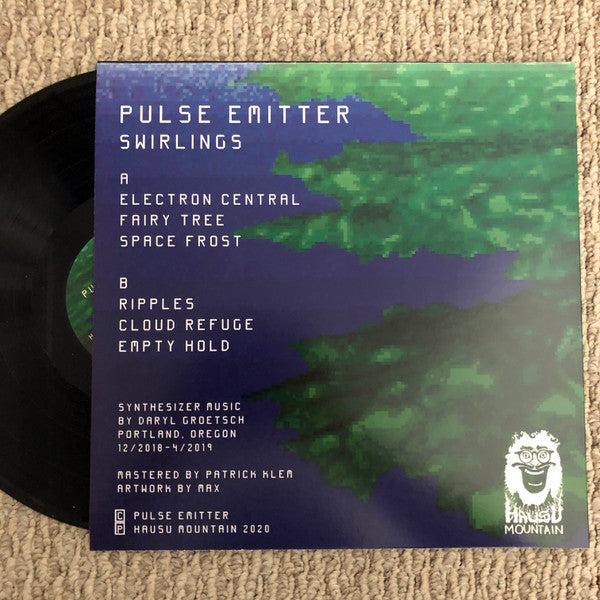 PULSE EMITTER
SWIRLINGS
A
ELECTRON CENTRAL
FAIRY TREE
SPACE FROST
B
RIPPLES
CLOUD REFUGE
EMPTY HOLD
SYNTHESIZER MUSIC
BY DARYL GROETSCH
PORTLAND, OREGON
12/2018-4/2019
MASTERED BY PATRICK KLEM
ARTWORK BY MAX
C PULSE EMITTER
P HAUSU MOUNTAIN 2020
HAUSU
MOUNTAIN